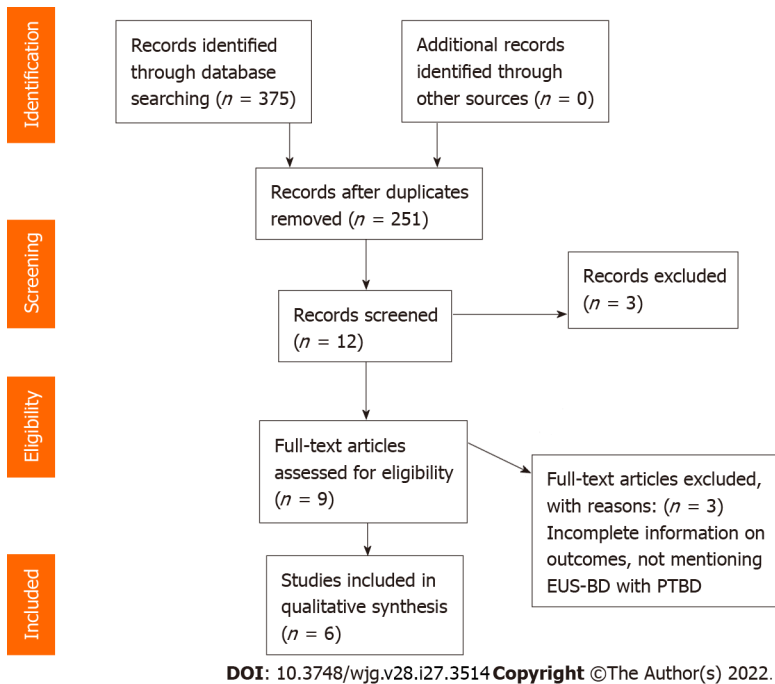 Identification
Records identified
through database
searching (n = 375)
Additional records
identified through
other sources (n = 0)
Records after duplicates
removed (n = 251)
Screening
Records screened
(n = 12)
Records excluded
(n = 3)
Eligibility
Full-text articles
assessed for eligibility
(n = 9)
Full-text articles excluded,
with reasons: (n = 3)
Incomplete information on
outcomes, not mentioning
EUS-BD with PTBD
Included
Studies included in
qualitative synthesis
(n = 6)
DOI: 10.3748/wjg.v28.i27.3514 Copyright ©The Author(s) 2022.